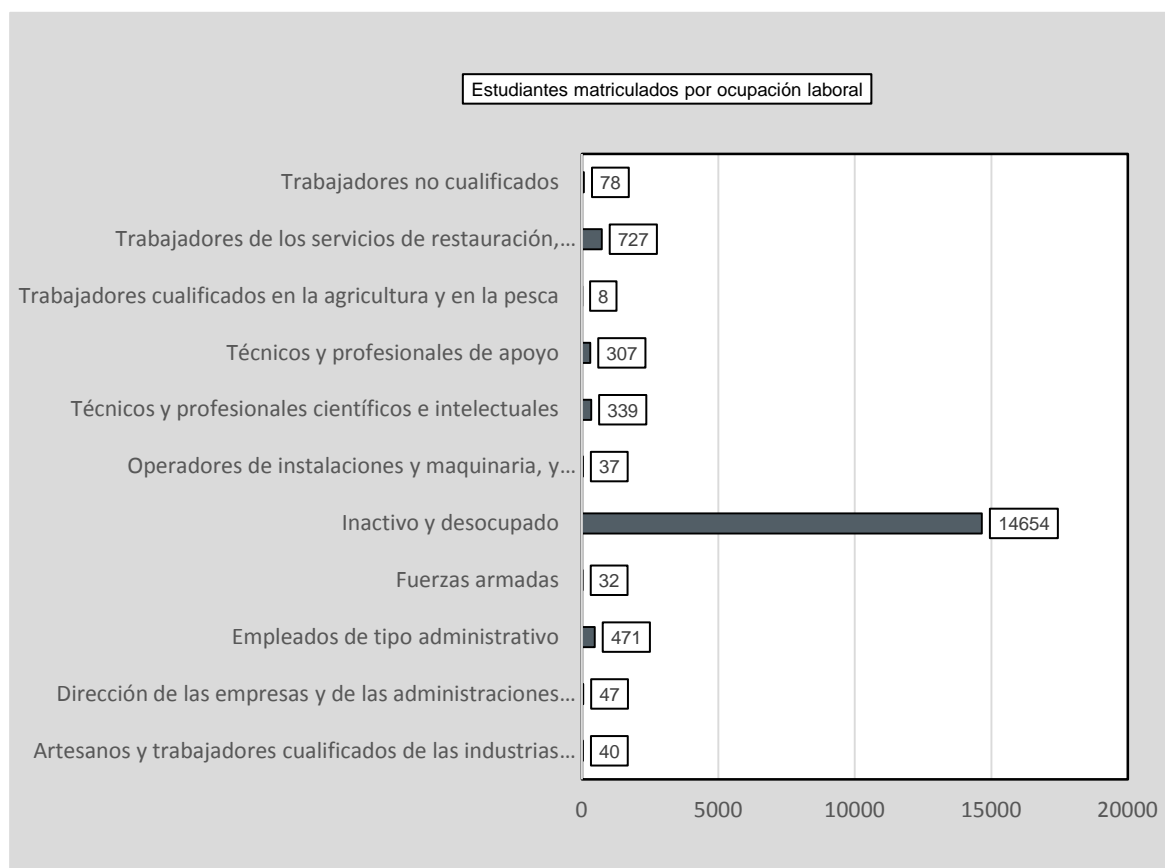 Estudiantes matriculados por ocupación laboral
Trabajadores no cualificados 78
Trabajadores de los servicios de restauración,... 727
Trabajadores cualificados en la agricultura y en la pesca 8
Técnicos y profesionales de apoyo 307
Técnicos y profesionales científicos e intelectuales 339
Operadores de instalaciones y maquinaria, y... 37
Inactivo y desocupado 14654
Fuerzas armadas 32
Empleados de tipo administrativo 471
Dirección de las empresas y de las administraciones... 47
Artesanos y trabajadores cualificados de las industrias... 40
0 5000 10000 15000 20000